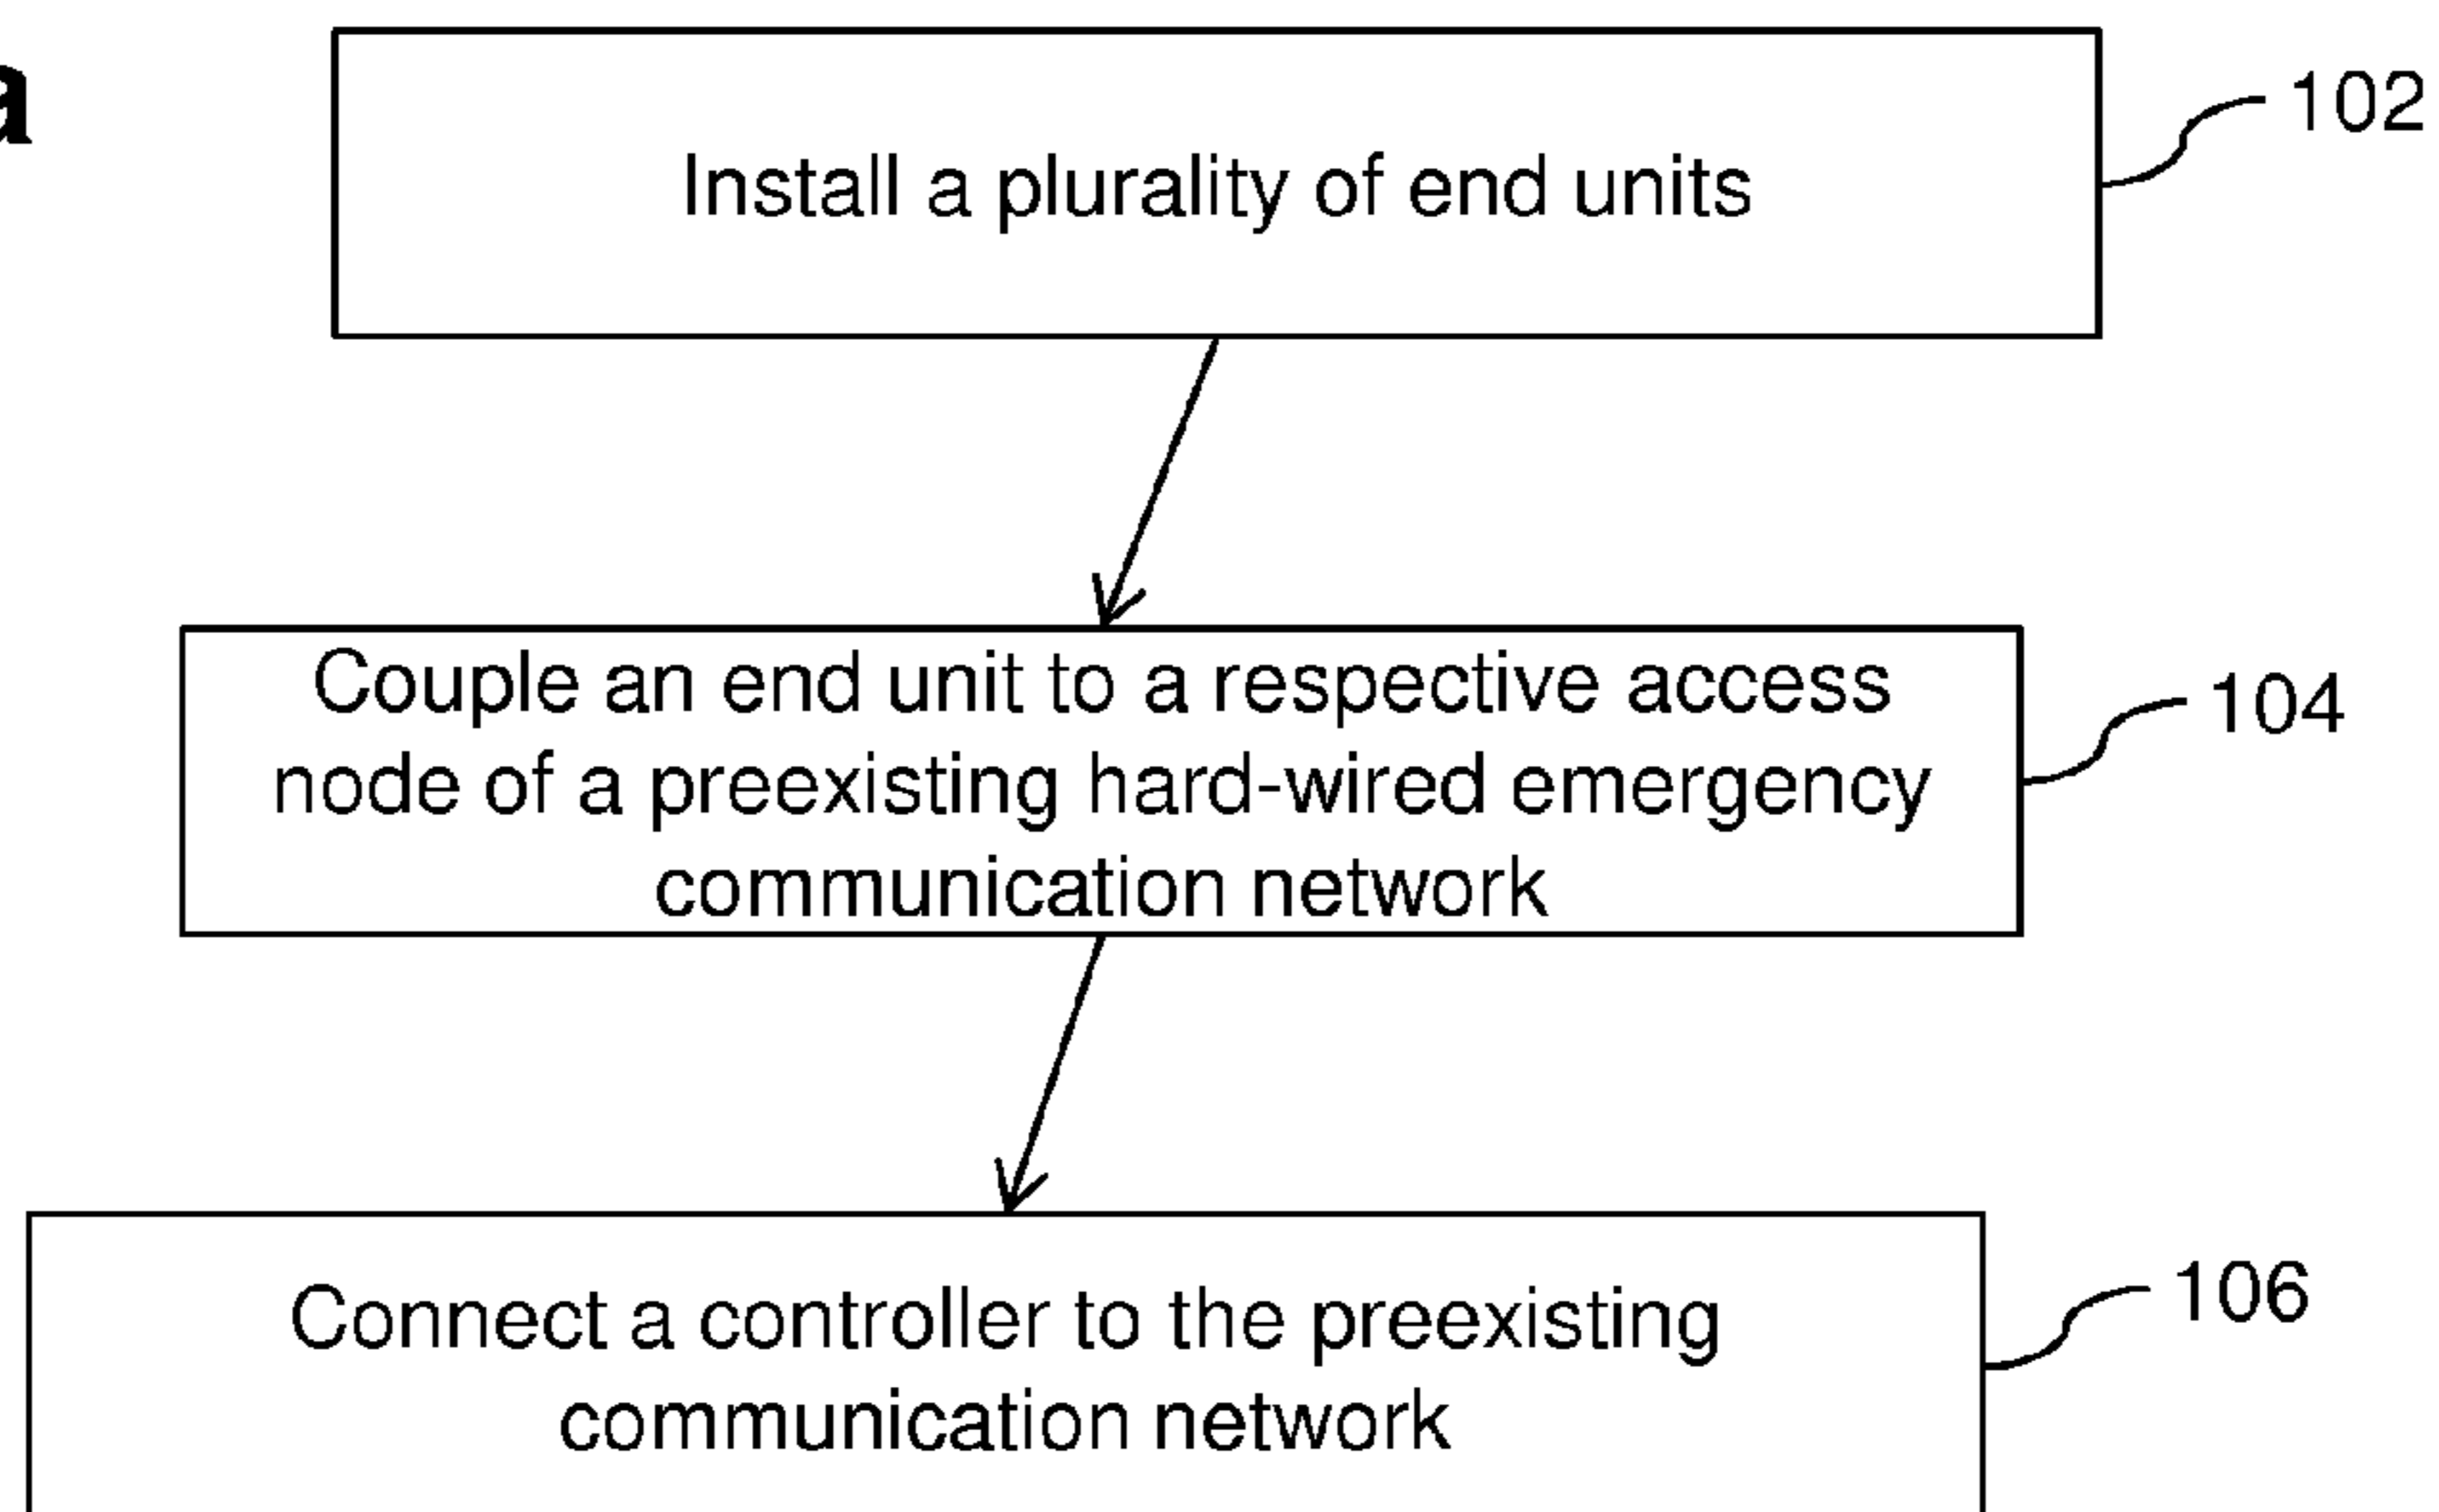 a
Install a plurality of end units
102
Couple an end unit to a respective access
node of a preexisting hard-wired emergency
communication network
104
Connect a controller to the preexisting
communication network
106